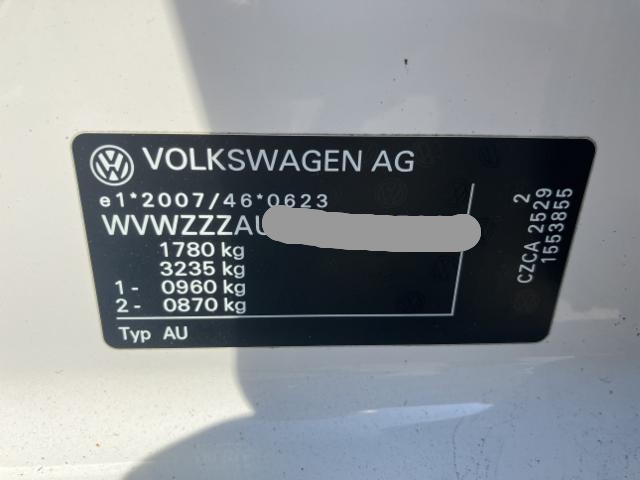 VOLKSWAGEN AG
e1*2007/46*0623
WVWZZZAU
1780 kg
3235 kg
1- 0960 kg
2- 0870 kg
Typ AU
2
CZCA 2529
1553855